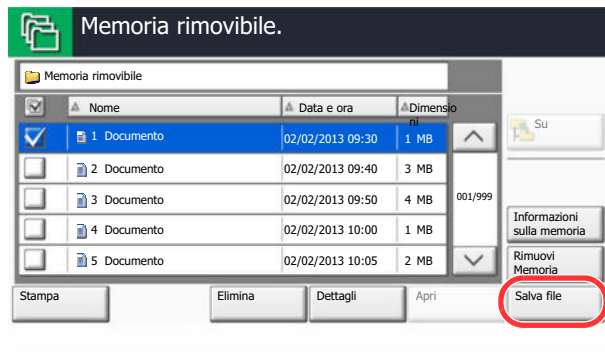 Memoria rimovibile.
Memoria rimovibile
Nome Data e ora Dimensio
ni
1 Documento 02/02/2013 09:30 1 MB
Su
2 Documento 02/02/2013 09:40 3 MB
3 Documento 02/02/2013 09:50 4 MB
001/999
4 Documento 02/02/2013 10:00 1 MB
5 Documento 02/02/2013 10:05 2 MB
Informazioni
sulla memoria
Rimuovi
Memoria
Stampa Elimina Dettagli Apri Salva file